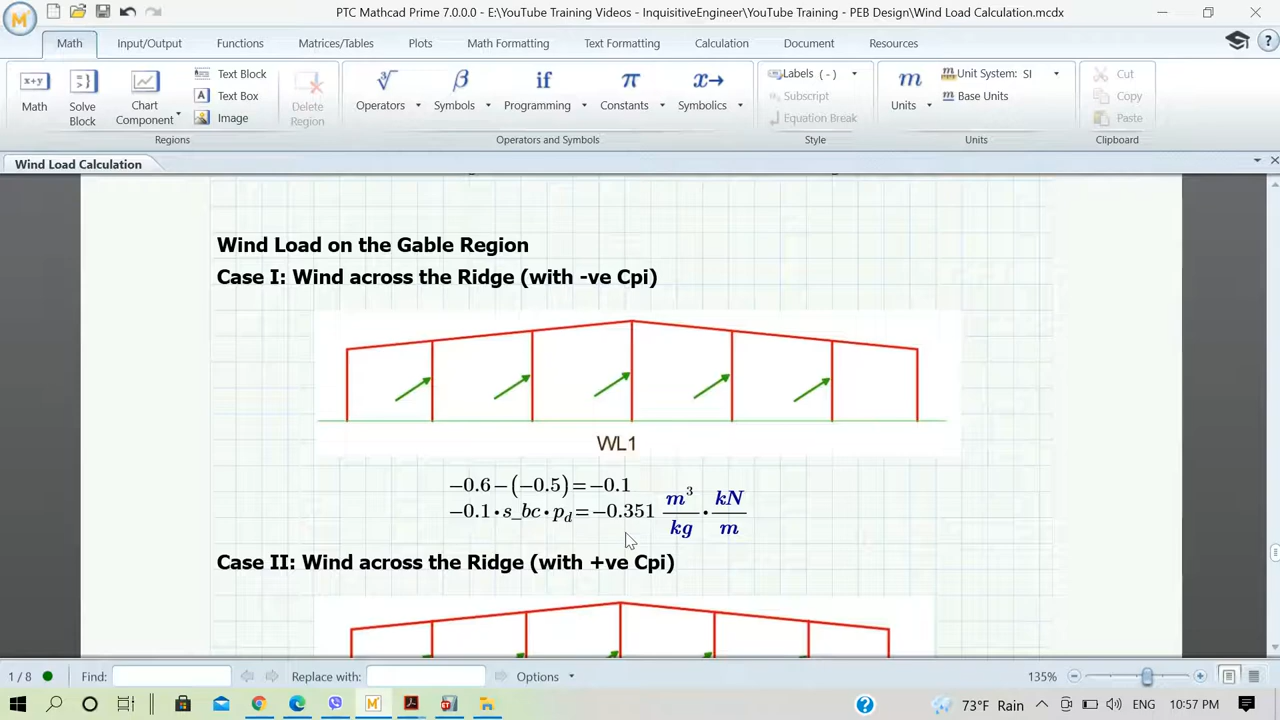 PTC Mathcad Prime 7.0.0.0 - E:\YouTube Training Videos - InquisitiveEngineer\YouTube Training - PEB Design\Wind Load Calculation.mcdx
Math Input/Output Functions Matrices/Tables Plots Math Formatting Text Formatting Calculation Document Resources
Math
Solve Block
Chart Component
Text Block
Text Box
Image
Delete Region
Regions
Operators
Symbols
Programming
Constants
Symbolics
Operators and Symbols
Labels ( - )
Subscript
Equation Break
Style
Units
Unit System: SI
Base Units
Units
Cut
Copy
Paste
Clipboard
Wind Load Calculation
Wind Load on the Gable Region
Case I: Wind across the Ridge (with -ve Cpi)
WL1
−0.6−(−0.5)=−0.1
−0.1•s_bc•p_d=−0.351 m^3/kg•kN/m
Case II: Wind across the Ridge (with +ve Cpi)
1 / 8 Find: Replace with: Options 135%
73°F Rain ENG 10:57 PM